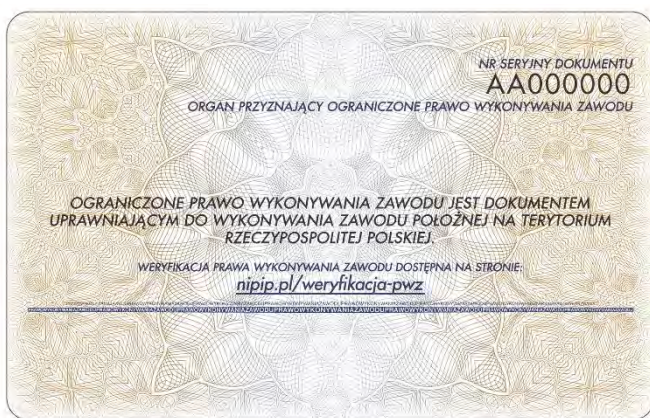 NR SERYJNY DOKUMENTU
AA000000
ORGAN PRZYZNAJĄCY OGRANICZONE PRAWO WYKONYWANIA ZAWODU
OGRANICZONE PRAWO WYKONYWANIA ZAWODU JEST DOKUMENTEM
UPRAWNIAJĄCYM DO WYKONYWANIA ZAWODU POŁOŻNEJ NA TERYTORIUM
RZECZYPOSPOLITEJ POLSKIEJ.
WERYFIKACJA PRAWA WYKONYWANIA ZAWODU DOSTĘPNA NA STRONIE:
nipip.pl/weryfikacja-pwz